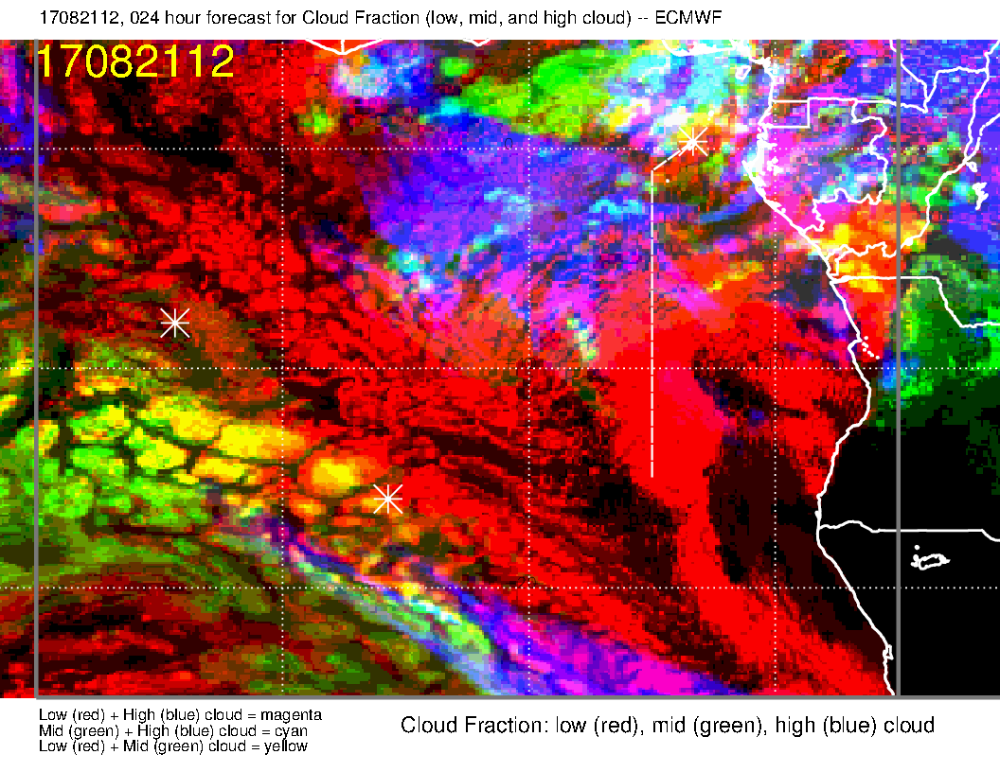 17082112, 024 hour forecast for Cloud Fraction (low, mid, and high cloud) -- ECMWF
17082112
0
Low (red) + High (blue) cloud = magenta
Mid (green) + High (blue) cloud = cyan
Low (red) + Mid (green) cloud = yellow
Cloud Fraction: low (red), mid (green), high (blue) cloud